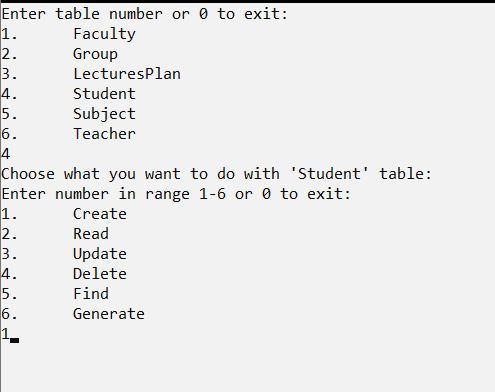 Enter table number or 0 to exit:
1.	Faculty
2.	Group
3.	LecturesPlan
4.	Student
5.	Subject
6.	Teacher
4
Choose what you want to do with 'Student' table:
Enter number in range 1-6 or 0 to exit:
1.	Create
2.	Read
3.	Update
4.	Delete
5.	Find
6.	Generate
1